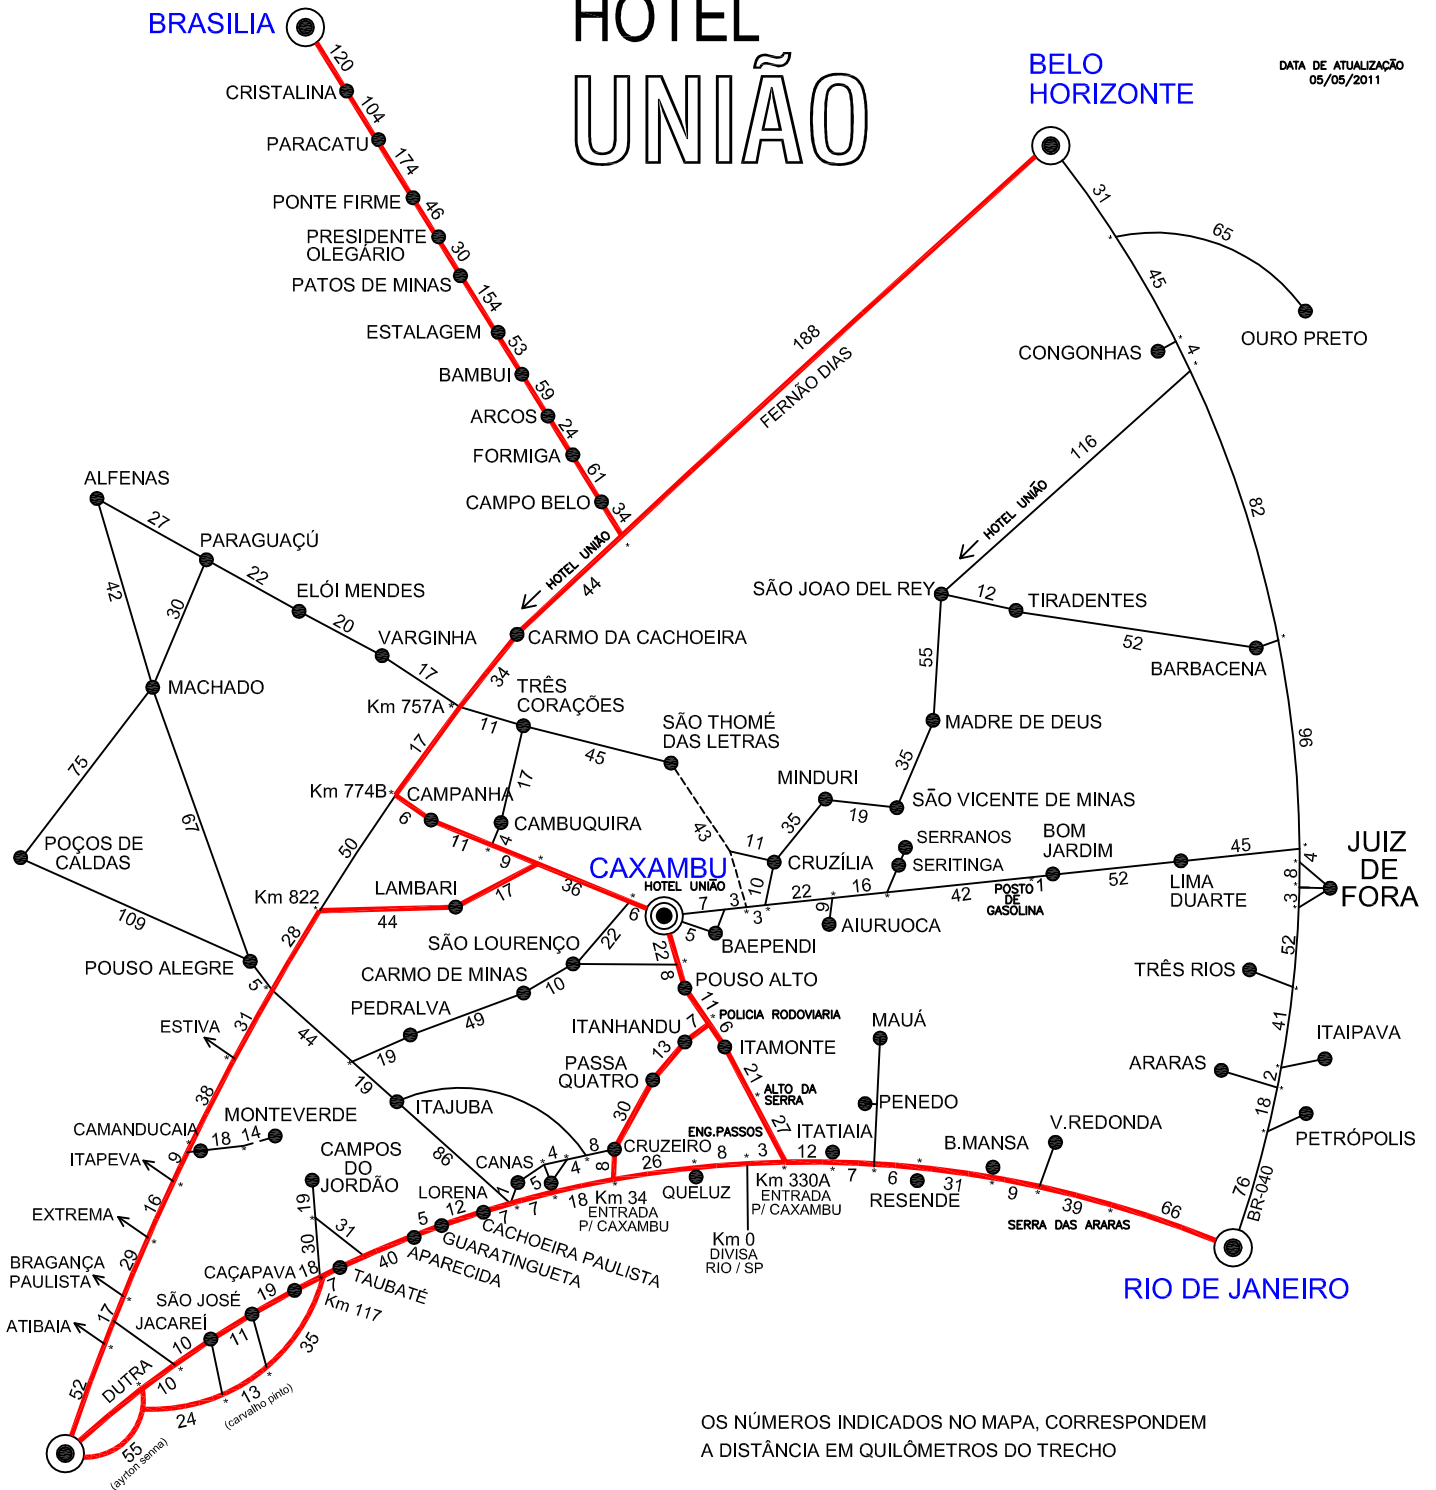 HOTEL
UNIÃO
DATA DE ATUALIZAÇÃO
05/05/2011
BRASILIA
120
CRISTALINA
104
PARACATU
174
PONTE FIRME
46
PRESIDENTE
OLEGÁRIO
30
PATOS DE MINAS
154
ESTALAGEM
53
BAMBUI
59
ARCOS
24
FORMIGA
61
CAMPO BELO
34
BELO
HORIZONTE
31
65
45
OURO PRETO
CONGONHAS
4
188
FERNÃO DIAS
116
HOTEL UNIÃO
82
HOTEL UNIÃO
44
CARMO DA CACHOEIRA
34
ALFENAS
27
PARAGUAÇÚ
22
ELÓI MENDES
20
VARGINHA
17
42
30
MACHADO
75
67
POÇOS DE
CALDAS
109
POUSO ALEGRE
5
Km 757A
17
11
TRÊS
CORAÇÕES
45
SÃO THOMÉ
DAS LETRAS
17
43
Km 774B
CAMPANHA
6
11
CAMBUQUIRA
4
9
36
6
50
Km 822
LAMBARI
17
44
28
CAXAMBU
HOTEL UNIÃO
7
3
3
5
BAEPENDI
10
11
CRUZÍLIA
35
MINDURI
19
SÃO VICENTE DE MINAS
35
MADRE DE DEUS
55
SÃO JOAO DEL REY
12
TIRADENTES
52
BARBACENA
96
22
9
AIURUOCA
16
SERRANOS
SERITINGA
42
POSTO
DE
GASOLINA
1
BOM
JARDIM
52
LIMA
DUARTE
45
4
8
3
JUIZ
DE
FORA
52
TRÊS RIOS
41
ITAIPAVA
2
ARARAS
18
PETRÓPOLIS
76
BR-040
RIO DE JANEIRO
SÃO LOURENÇO
22
22
8
CARMO DE MINAS
10
PEDRALVA
49
19
POUSO ALTO
11
POLICIA RODOVIARIA
7
6
ITANHANDU
13
ITAMONTE
PASSA
QUATRO
30
21
ALTO DA
SERRA
27
MAUÁ
PENEDO
ITATIAIA
ENG.PASSOS
CRUZEIRO
8
8
26
8
3
12
7
6
31
9
39
66
QUELUZ
RESENDE
B.MANSA
V.REDONDA
SERRA DAS ARARAS
Km 330A
ENTRADA
P/ CAXAMBU
Km 0
DIVISA
RIO / SP
Km 34
ENTRADA
P/ CAXAMBU
44
19
ITAJUBA
86
CANAS
4
4
5
18
7
7
LORENA
12
5
CACHOEIRA PAULISTA
GUARATINGUETA
APARECIDA
40
TAUBATÉ
7
Km 117
18
ESTIVA
31
38
MONTEVERDE
CAMANDUCAIA
18
14
9
ITAPEVA
16
CAMPOS
DO
JORDÃO
19
31
30
EXTREMA
29
BRAGANÇA
PAULISTA
17
ATIBAIA
52
CAÇAPAVA
19
SÃO JOSÉ
11
JACAREÍ
10
10
DUTRA
35
13
(carvalho pinto)
24
55
(ayrton senna)
OS NÚMEROS INDICADOS NO MAPA, CORRESPONDEM
A DISTÂNCIA EM QUILÔMETROS DO TRECHO